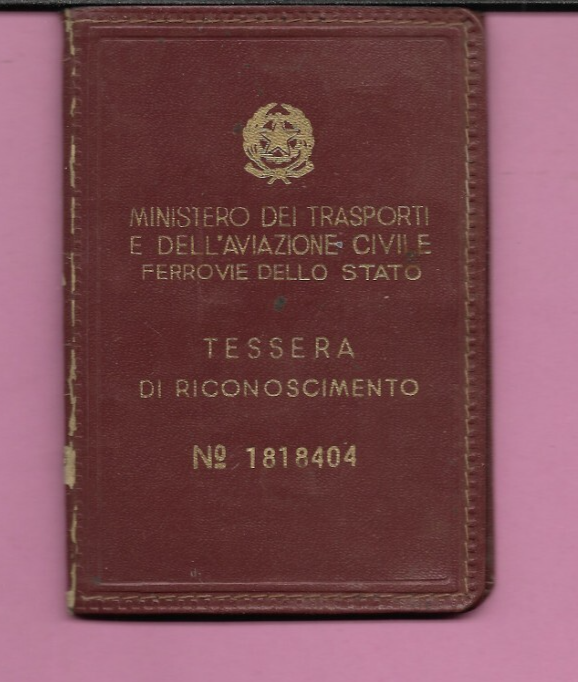 MINISTERO DEI TRASPORTI
E DELL'AVIAZIONE CIVILE
FERROVIE DELLO STATO
TESSERA
DI RICONOSCIMENTO
Nº 1818404